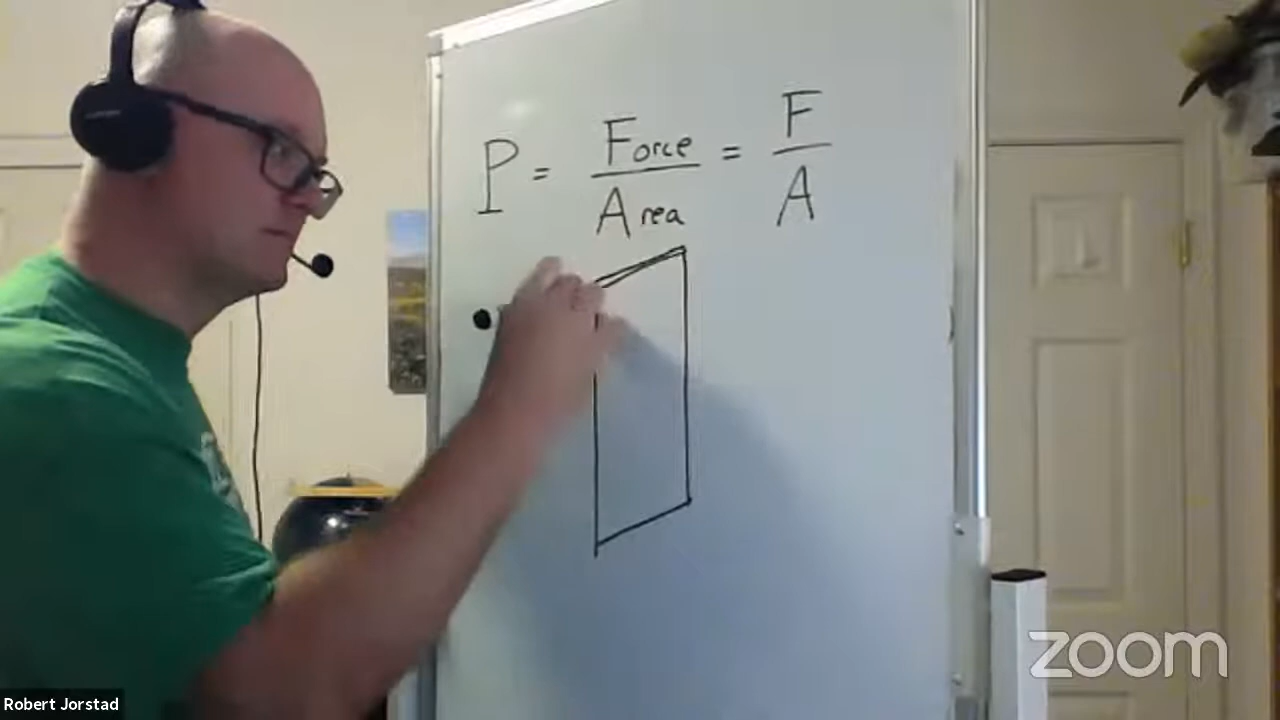 P = Force / Area = F / A
Robert Jorstad
zoom